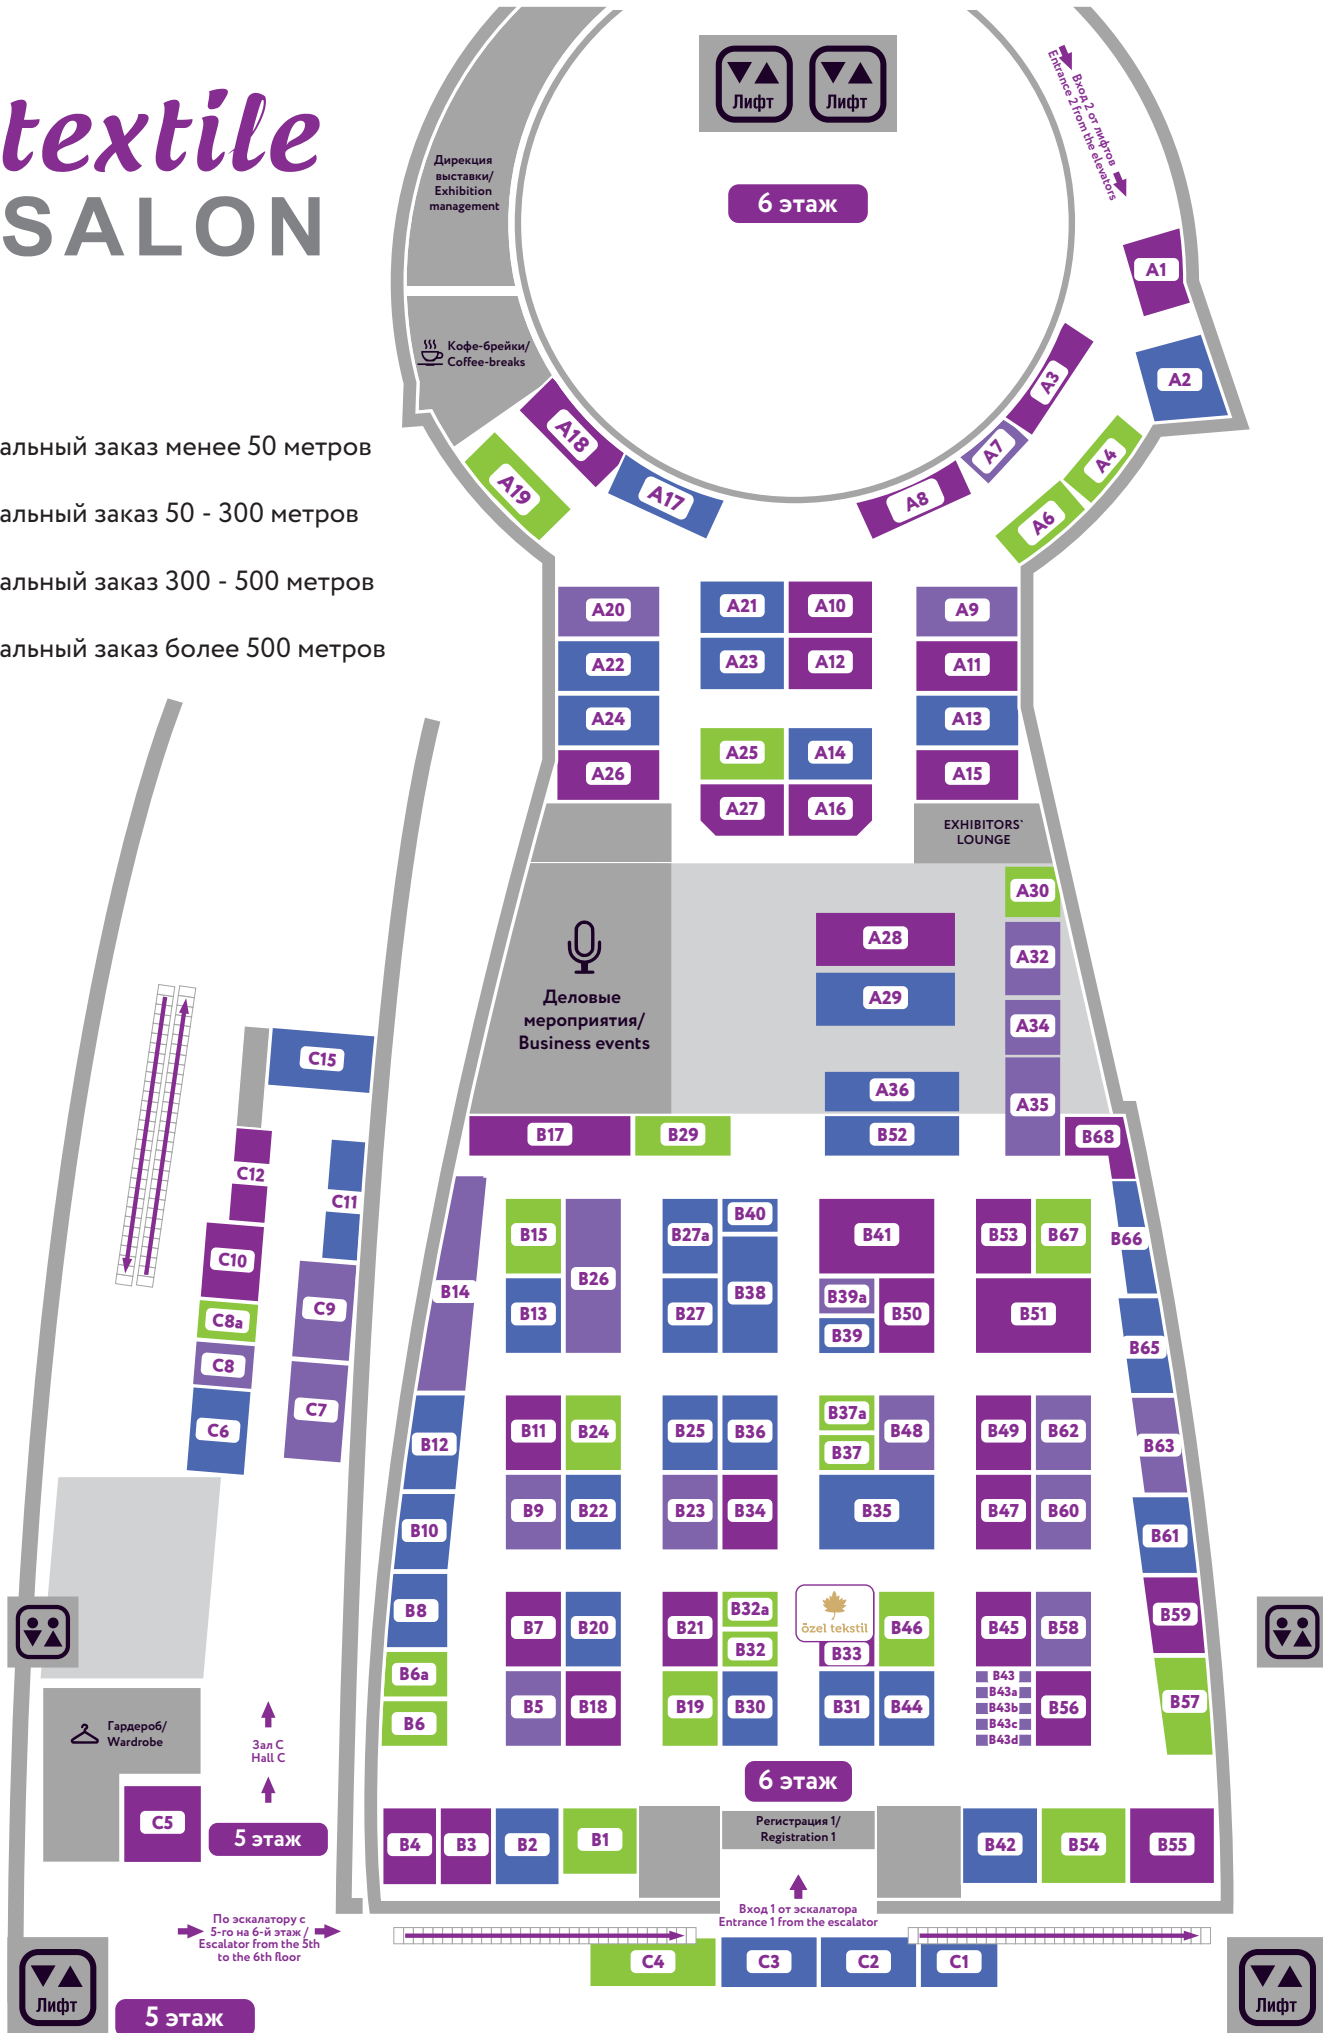 textile
SALON
Лифт
Лифт
6 этаж
Вход 2 от лифтов
Entrance 2 from the elevators
Дирекция
выставки/
Exhibition
management
Кофе-брейки/
Coffee-breaks
альный заказ менее 50 метров
альный заказ 50 - 300 метров
альный заказ 300 - 500 метров
альный заказ более 500 метров
A1
A2
A3
A4
A6
A7
A8
A17
A18
A19
A20
A21
A10
A9
A22
A23
A12
A11
A24
A13
A25
A14
A26
A15
A27
A16
EXHIBITORS`
LOUNGE
A30
A28
A32
A29
A34
A36
A35
Деловые
мероприятия/
Business events
B17
B29
B52
B68
C15
C12
C11
C10
C9
C8a
C8
C7
C6
B14
B15
B26
B27a
B40
B41
B53
B67
B66
B13
B27
B38
B39a
B39
B50
B51
B65
B12
B11
B24
B25
B36
B37a
B37
B48
B49
B62
B63
B10
B9
B22
B23
B34
B35
B47
B60
B61
B8
B7
B20
B21
B32a
B32
özel tekstil
B33
B46
B45
B58
B59
B6a
B6
B5
B18
B19
B30
B31
B44
B43
B43a
B43b
B43c
B43d
B56
B57
Гардероб/
Wardrobe
Зал C
Hall C
C5
5 этаж
6 этаж
B4
B3
B2
B1
Регистрация 1/
Registration 1
B42
B54
B55
Вход 1 от эскалатора
Entrance 1 from the escalator
По эскалатору с
5-го на 6-й этаж /
Escalator from the 5th
to the 6th floor
C4
C3
C2
C1
Лифт
5 этаж
Лифт